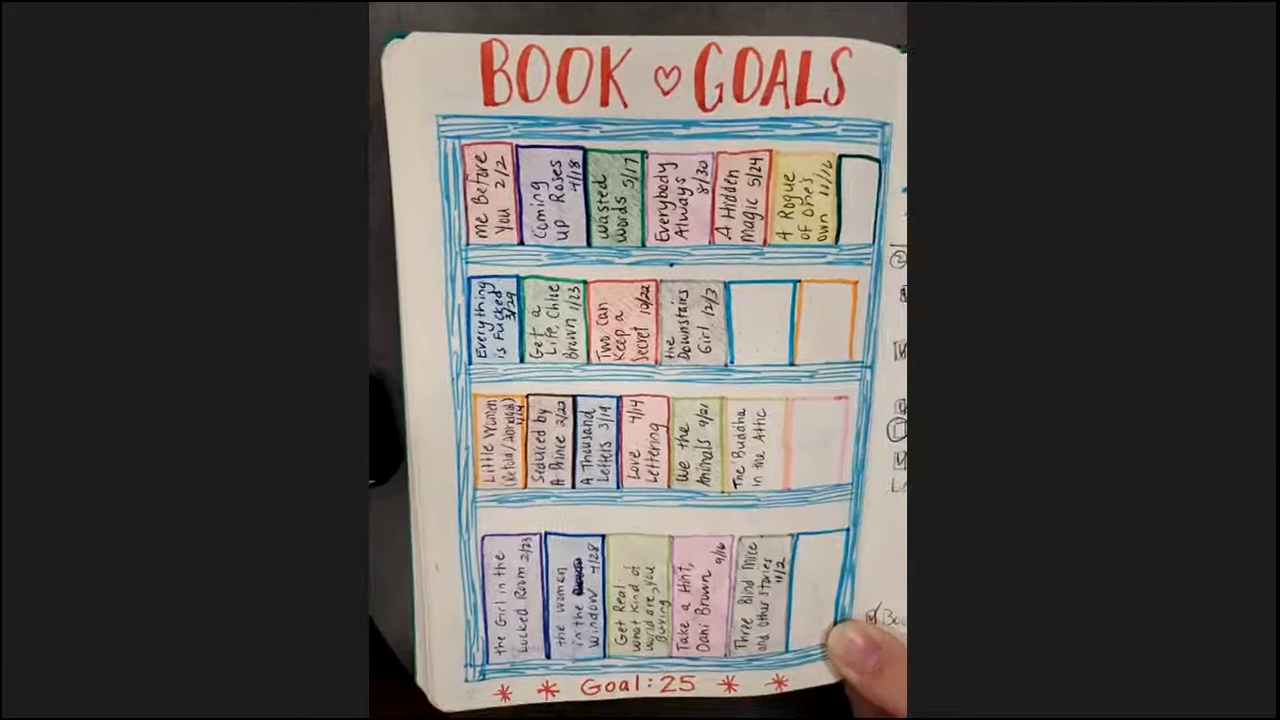 BOOK ♡ GOALS
Me Before
You 2/2
Coming
up Roses
4/18
Wasted
Words 5/17
Everybody
Always
8/30
A Hidden
Magic 5/24
A Rogue
of One's
Own 11/16
Everything
is Fucked
3/29
Get a
Life, Chloe
Brown 1/23
Two Can
Keep a
Secret 10/22
the
Downstairs
Girl 12/3
Little Women
(Retold/Abridged)
Seduced by
A Prince 2/20
A Thousand
Letters 3/19
Love 4/14
Lettering
We the
Animals 9/21
The Buddha
in the Attic
the Girl in the
Locked Room 2/23
the woman
in the
Window 7/28
Get Real
what kind of
world are, you
Buying
Take a Hint,
Dani Brown 9/16
Three Blind Mice
and other stories
11/2
Goal: 25